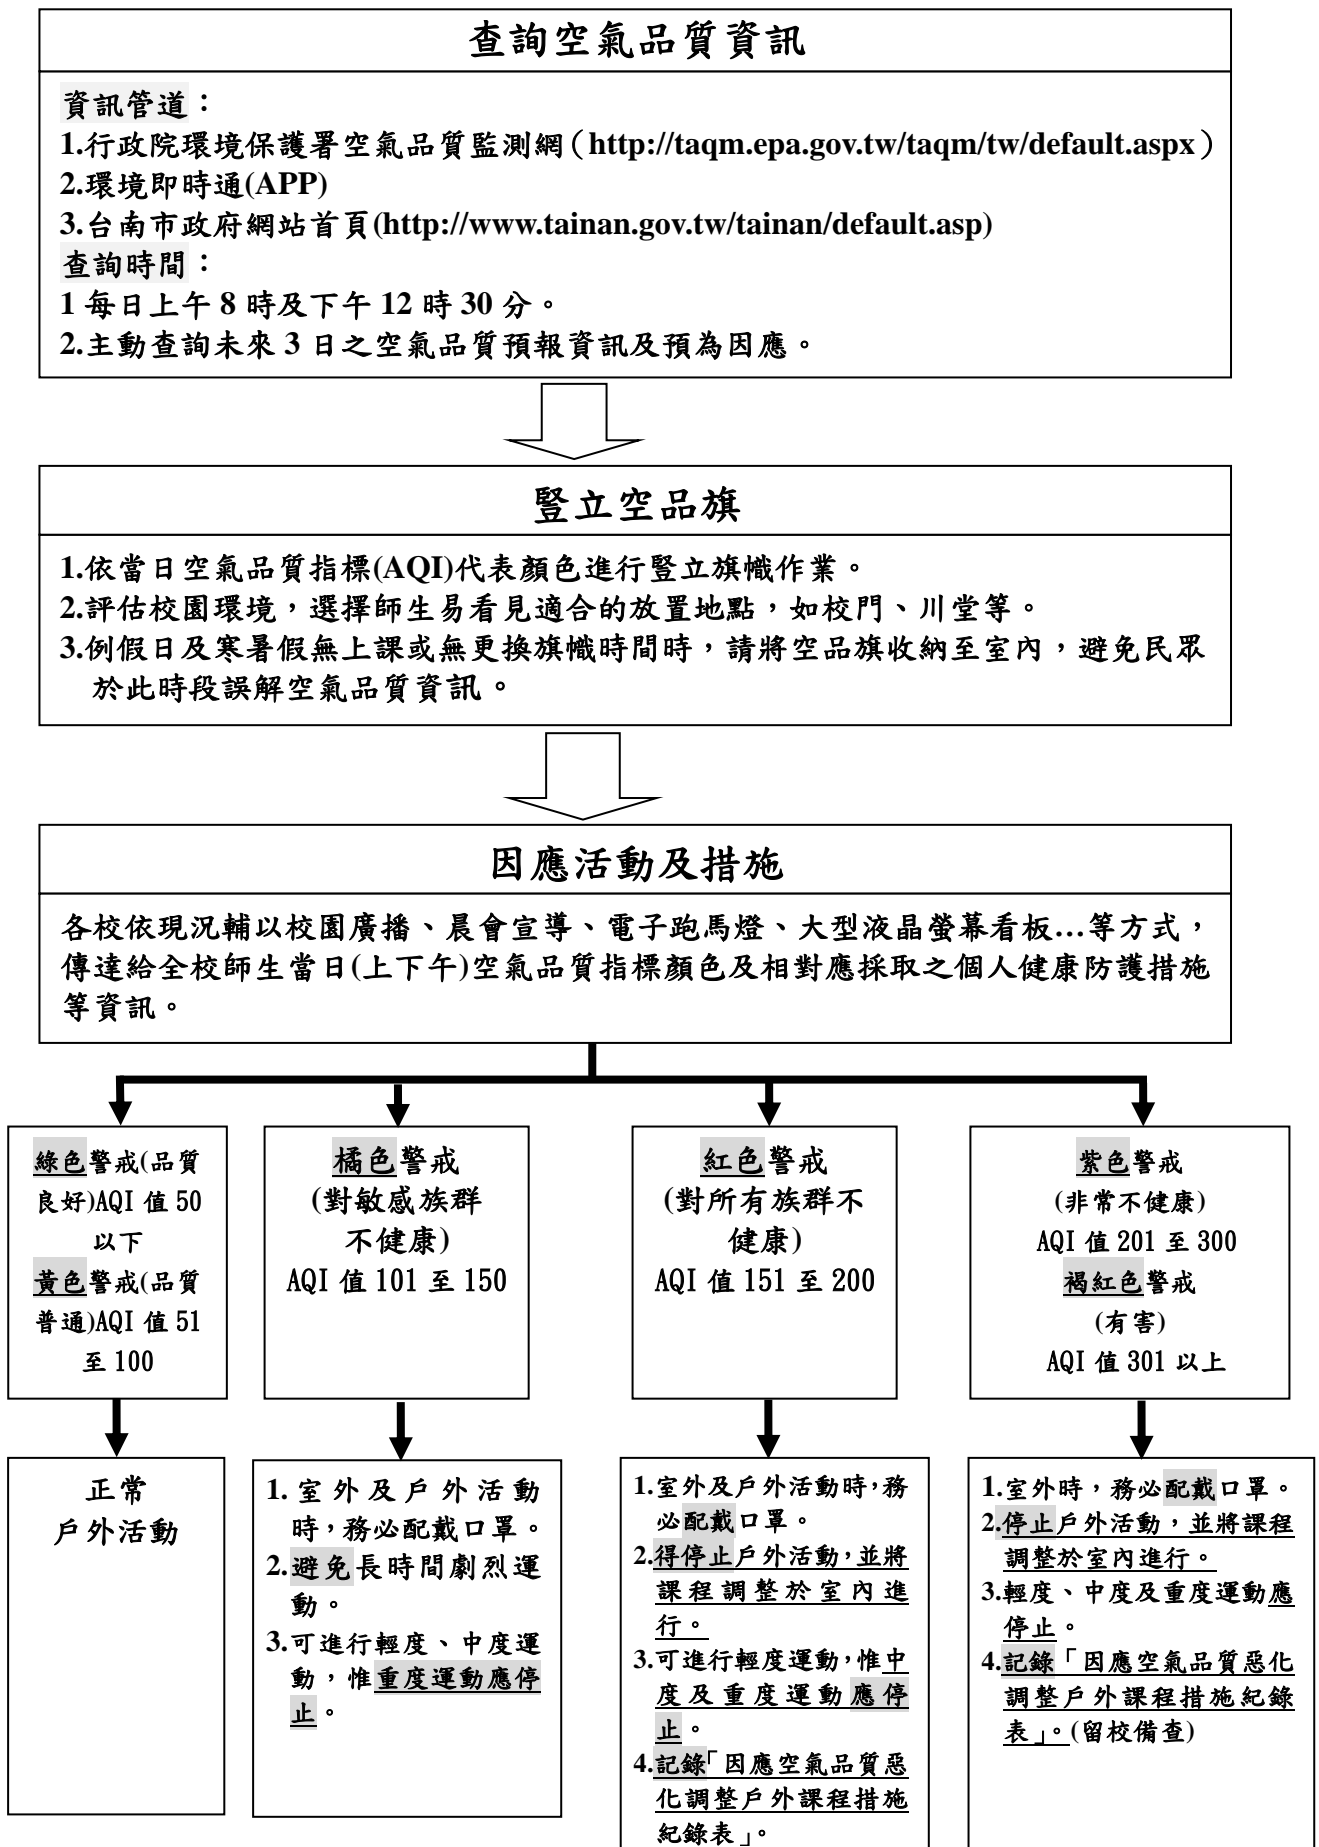 查詢空氣品質資訊
資訊管道：
1.行政院環境保護署空氣品質監測網（http://taqm.epa.gov.tw/taqm/tw/default.aspx）
2.環境即時通(APP)
3.台南市政府網站首頁(http://www.tainan.gov.tw/tainan/default.asp)
查詢時間：
1 每日上午 8 時及下午 12 時 30 分。
2.主動查詢未來 3 日之空氣品質預報資訊及預為因應。
豎立空品旗
1.依當日空氣品質指標(AQI)代表顏色進行豎立旗幟作業。
2.評估校園環境，選擇師生易看見適合的放置地點，如校門、川堂等。
3.例假日及寒暑假無上課或無更換旗幟時間時，請將空品旗收納至室內，避免民眾
於此時段誤解空氣品質資訊。
因應活動及措施
各校依現況輔以校園廣播、晨會宣導、電子跑馬燈、大型液晶螢幕看板…等方式，
傳達給全校師生當日(上下午)空氣品質指標顏色及相對應採取之個人健康防護措施
等資訊。
綠色警戒(品質
良好)AQI 值 50
以下
黃色警戒(品質
普通)AQI 值 51
至 100
橘色警戒
(對敏感族群
不健康)
AQI 值 101 至 150
紅色警戒
(對所有族群不
健康)
AQI 值 151 至 200
紫色警戒
(非常不健康)
AQI 值 201 至 300
褐紅色警戒
(有害)
AQI 值 301 以上
正常
戶外活動
1.室外及戶外活動
時，務必配戴口罩。
2.避免長時間劇烈運
動。
3.可進行輕度、中度運
動，惟重度運動應停
止。
1.室外及戶外活動時，務
必配戴口罩。
2.得停止戶外活動，並將
課程調整於室內進
行。
3.可進行輕度運動，惟中
度及重度運動應停
止。
4.記錄「因應空氣品質惡
化調整戶外課程措施
紀錄表」。
1.室外時，務必配戴口罩。
2.停止戶外活動，並將課程
調整於室內進行。
3.輕度、中度及重度運動應
停止。
4.記錄「因應空氣品質惡化
調整戶外課程措施紀錄
表」。(留校備查)